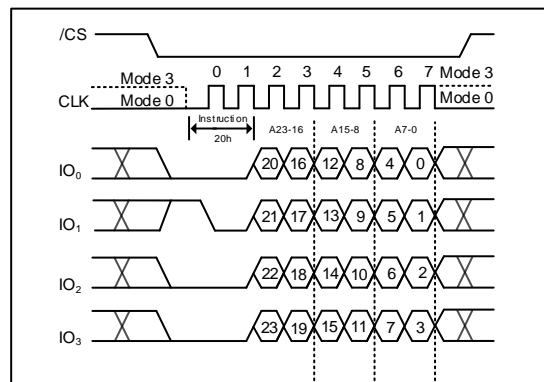 /CS
0 1 2 3 4 5 6 7
Mode 3 Mode 3
CLK Mode 0 Mode 0
Instruction A23-16 A15-8 A7-0
20h
IO0 20 16 12 8 4 0
IO1 21 17 13 9 5 1
IO2 22 18 14 10 6 2
IO3 23 19 15 11 7 3